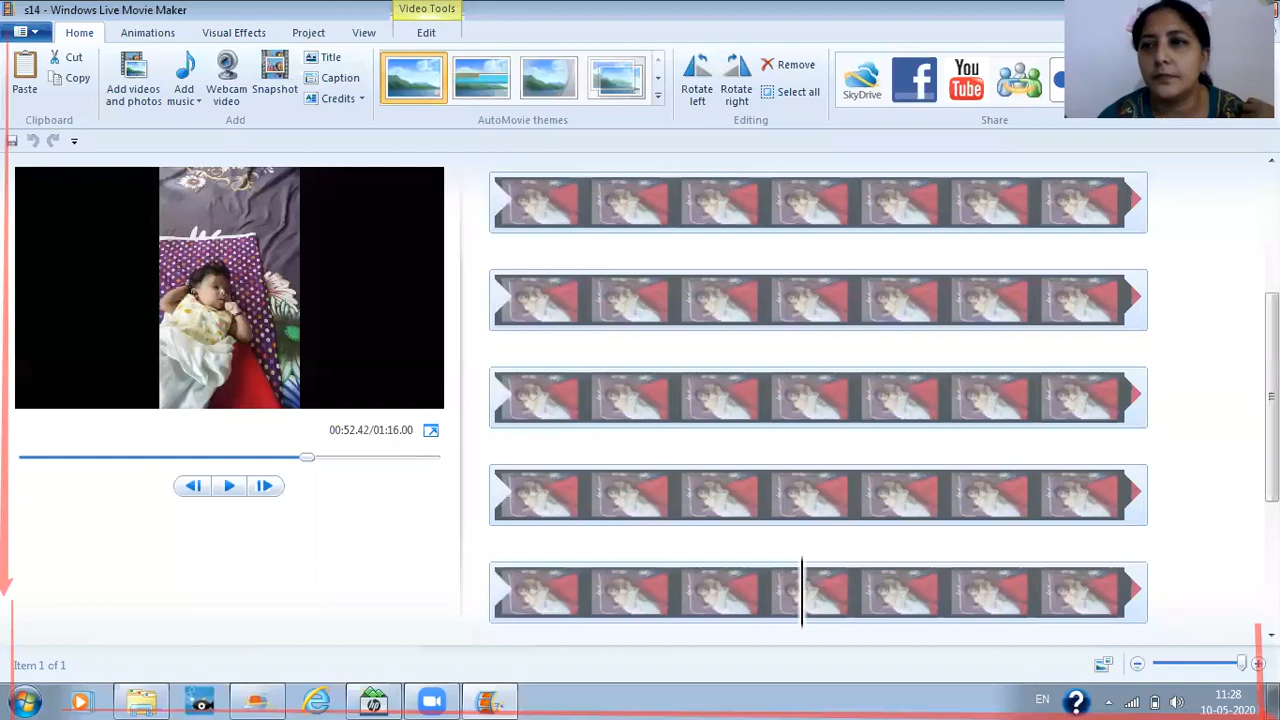 s14 - Windows Live Movie Maker
Video Tools
Home Animations Visual Effects Project View Edit
Paste
Cut
Copy
Clipboard
Add videos and photos
Add music
Webcam video
Snapshot
Title
Caption
Credits
Add
AutoMovie themes
Rotate left
Rotate right
Remove
Select all
Editing
SkyDrive
You Tube
Share
00:52.42/01:16.00
Item 1 of 1
EN
11:28
10-05-2020